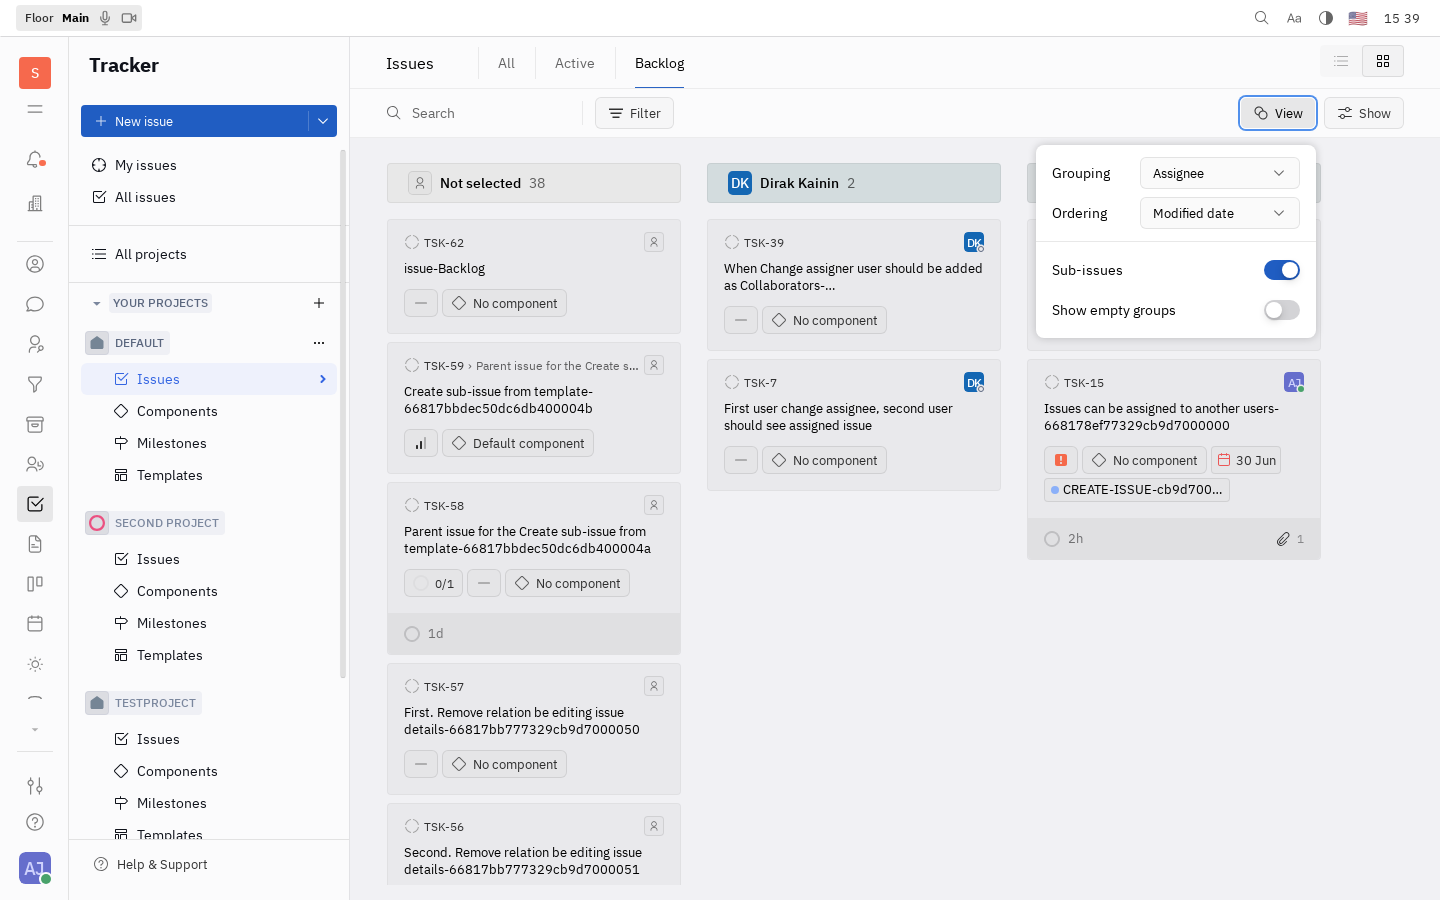 Floor Main
Aa
15 39
S
Tracker
New issue
My issues
All issues
All projects
YOUR PROJECTS
DEFAULT
Issues
Components
Milestones
Templates
SECOND PROJECT
Issues
Components
Milestones
Templates
TESTPROJECT
Issues
Components
Milestones
Templates
Help & Support
AJ
Issues
All
Active
Backlog
Search
Filter
View
Show
Not selected 38
TSK-62
issue-Backlog
No component
TSK-59 › Parent issue for the Create s...
Create sub-issue from template-
66817bbdec50dc6db400004b
Default component
TSK-58
Parent issue for the Create sub-issue from
template-66817bbdec50dc6db400004a
0/1
No component
1d
TSK-57
First. Remove relation be editing issue
details-66817bb777329cb9d7000050
No component
TSK-56
Second. Remove relation be editing issue
details-66817bb777329cb9d7000051
DK Dirak Kainin 2
TSK-39
DK
When Change assigner user should be added
as Collaborators-...
No component
TSK-7
DK
First user change assignee, second user
should see assigned issue
No component
Grouping
Assignee
Ordering
Modified date
Sub-issues
Show empty groups
TSK-15
AJ
Issues can be assigned to another users-
668178ef77329cb9d7000000
No component
30 Jun
CREATE-ISSUE-cb9d700...
2h
1